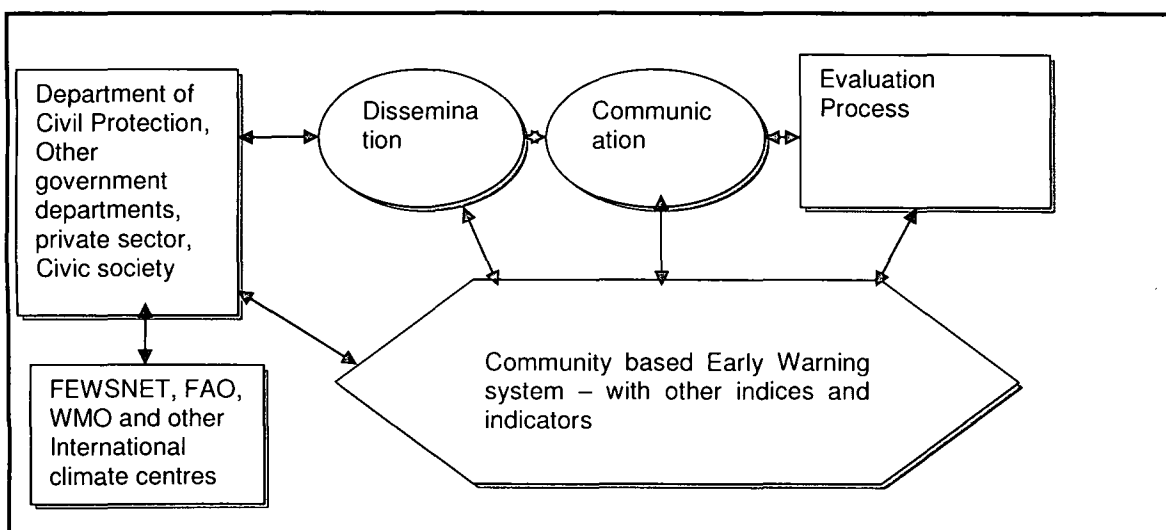 Department of
Civil Protection,
Other
government
departments,
private sector,
Civic society
Dissemina
tion
Communic
ation
Evaluation
Process
FEWSNET, FAO,
WMO and other
International
climate centres
Community based Early Warning
system – with other indices and
indicators